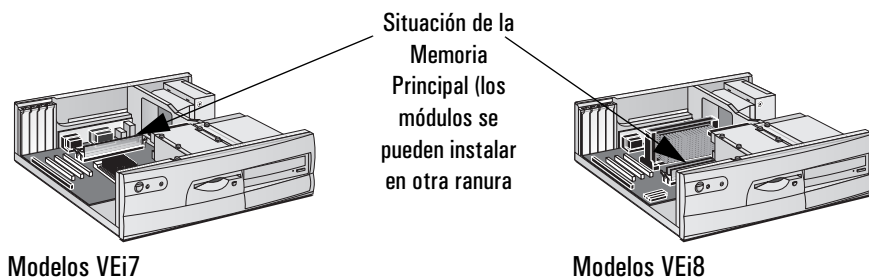 Situación de la
Memoria
Principal (los
módulos se
pueden instalar
en otra ranura
Modelos VEi7
Modelos VEi8